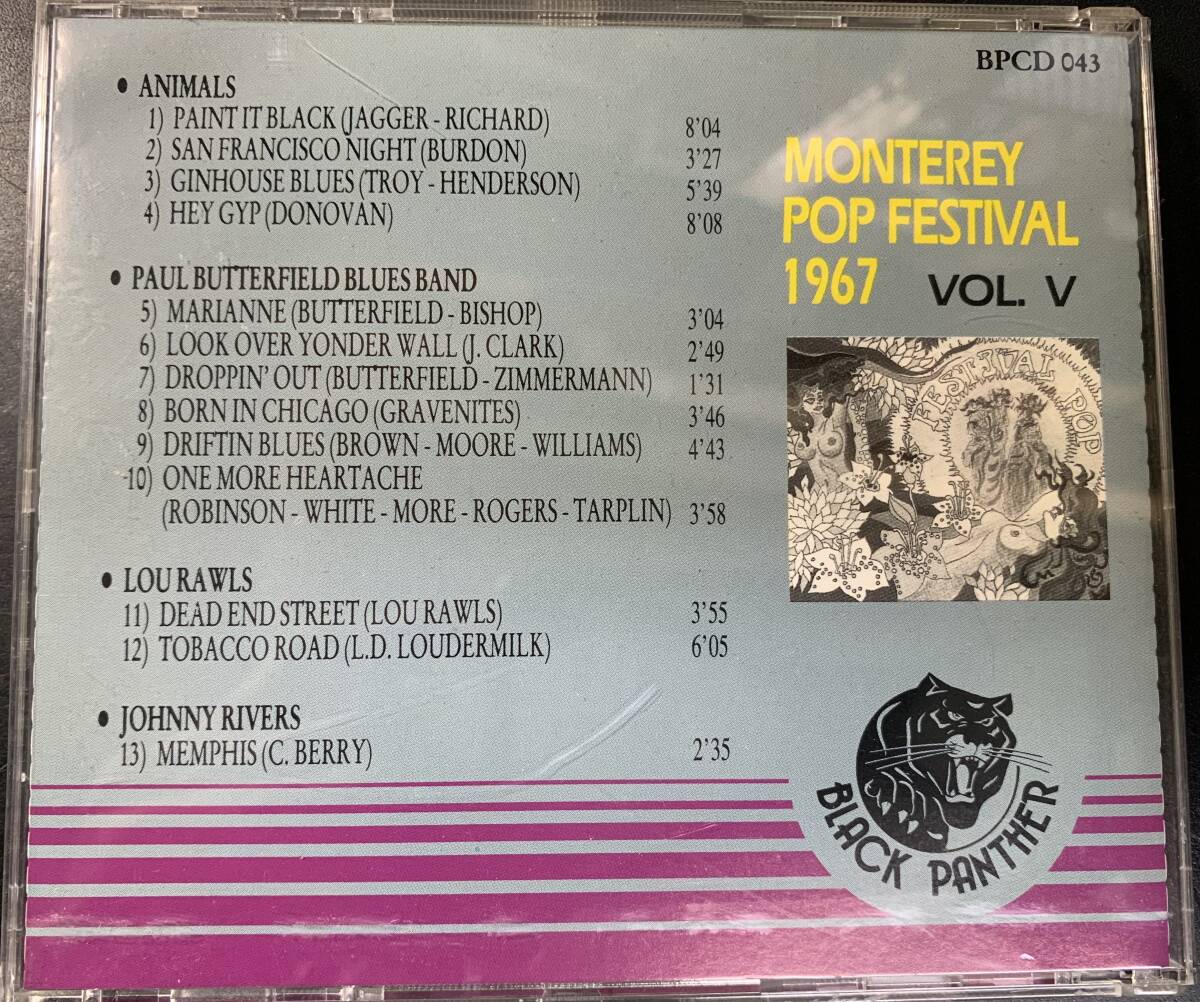 BPCD 043
• ANIMALS
1) PAINT IT BLACK (JAGGER - RICHARD) 8'04
2) SAN FRANCISCO NIGHT (BURDON) 3'27
3) GINHOUSE BLUES (TROY - HENDERSON) 5'39
4) HEY GYP (DONOVAN) 8'08
• PAUL BUTTERFIELD BLUES BAND
5) MARIANNE (BUTTERFIELD - BISHOP) 3'04
6) LOOK OVER YONDER WALL (J. CLARK) 2'49
7) DROPPIN' OUT (BUTTERFIELD - ZIMMERMANN) 1'31
8) BORN IN CHICAGO (GRAVENITES) 3'46
9) DRIFTIN BLUES (BROWN - MOORE - WILLIAMS) 4'43
10) ONE MORE HEARTACHE
(ROBINSON - WHITE - MORE - ROGERS - TARPLIN) 3'58
• LOU RAWLS
11) DEAD END STREET (LOU RAWLS) 3'55
12) TOBACCO ROAD (L.D. LOUDERMILK) 6'05
• JOHNNY RIVERS
13) MEMPHIS (C. BERRY) 2'35
MONTEREY
POP FESTIVAL
1967 VOL. V
FESTIVAL POP
BLACK PANTHER